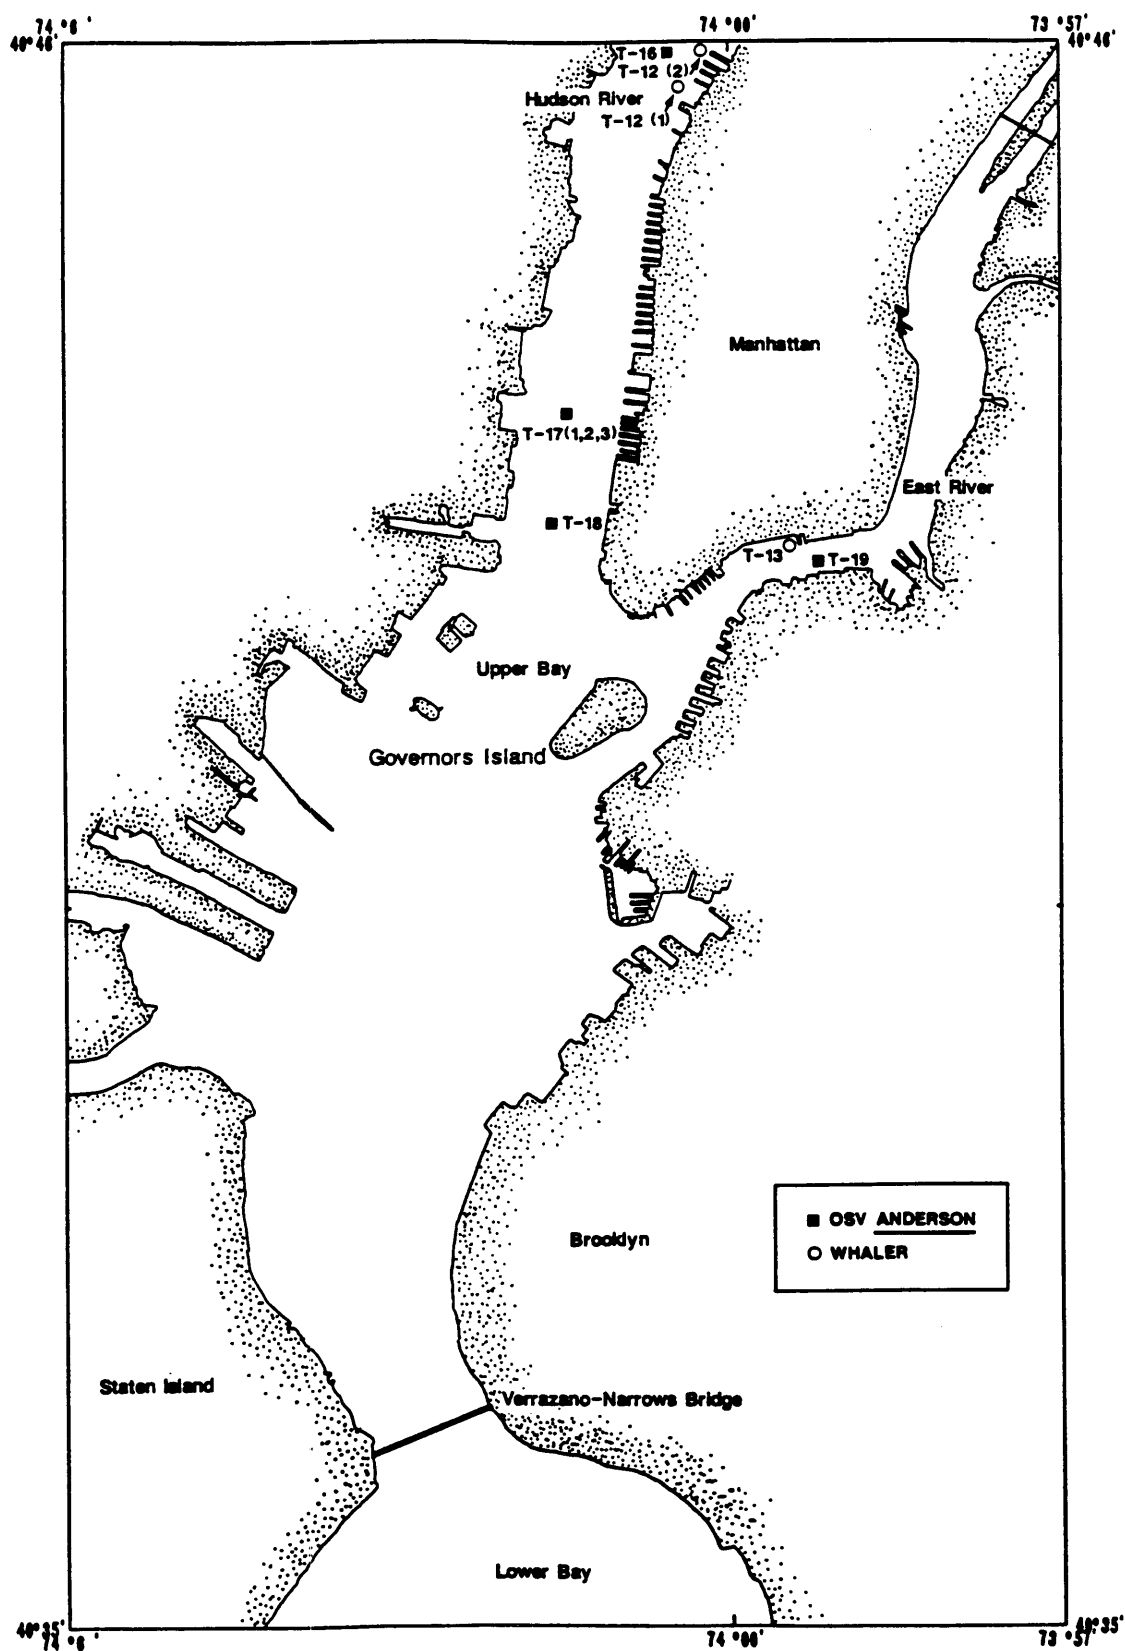 74 °6 '
74 °00'
73 °57'
40°46'
40°46'
T-16
T-12 (2)
Hudson River
T-12 (1)
Manhattan
T-17(1,2,3)
East River
T-18
T-13
T-19
Upper Bay
Governors Island
OSV ANDERSON
WHALER
Brooklyn
Staten Island
Verrazano-Narrows Bridge
Lower Bay
40°35'
40°35'
74 °6 '
74 °00'
73 °57'